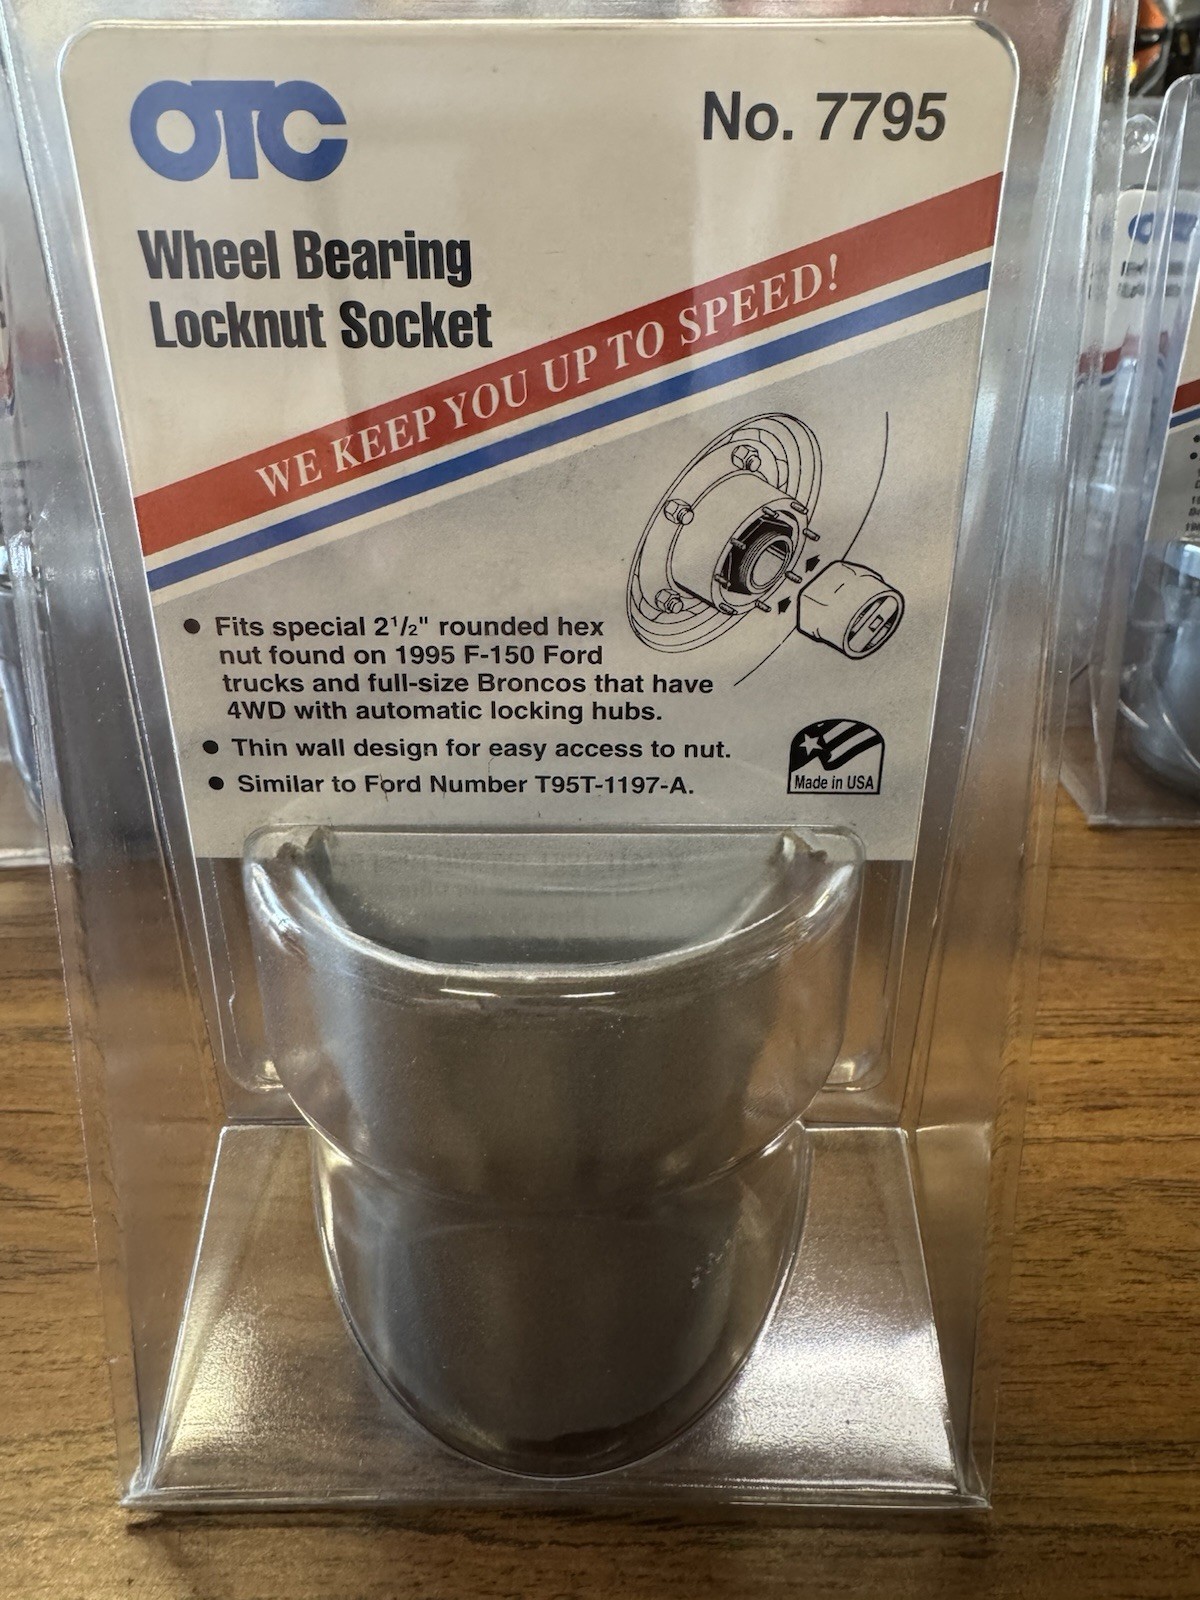 OTC
No. 7795
Wheel Bearing
Locknut Socket
WE KEEP YOU UP TO SPEED!
• Fits special 2 1/2" rounded hex
nut found on 1995 F-150 Ford
trucks and full-size Broncos that have
4WD with automatic locking hubs.
• Thin wall design for easy access to nut.
• Similar to Ford Number T95T-1197-A.
Made in USA